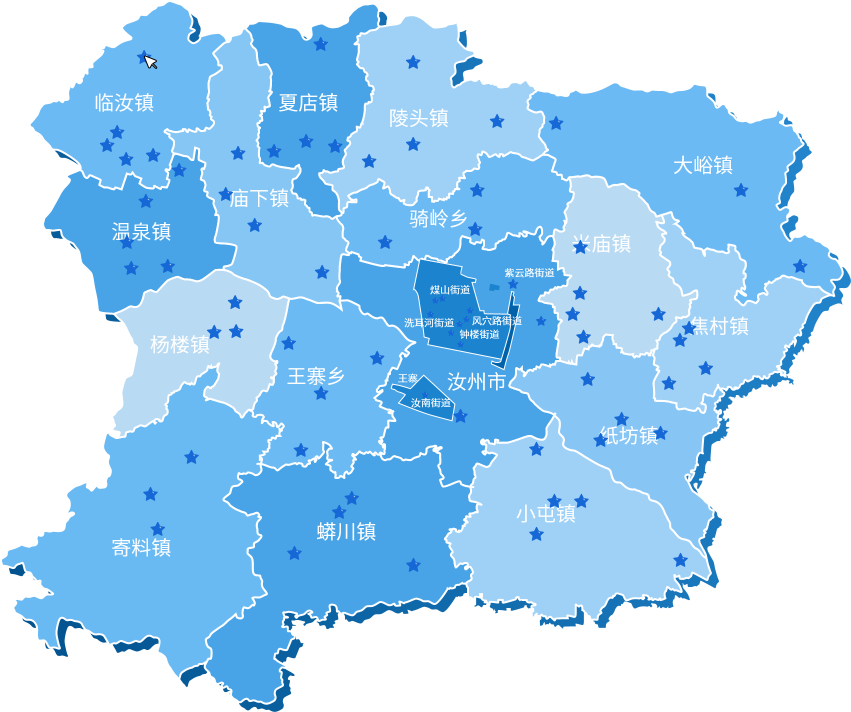 临汝镇
夏店镇
陵头镇
大峪镇
庙下镇
骑岭乡
温泉镇
米庙镇
紫云路街道
煤山街道
洗耳河街道
风穴路街道
钟楼街道
焦村镇
杨楼镇
王寨乡
王寨
汝州市
汝南街道
纸坊镇
小屯镇
蟒川镇
寄料镇